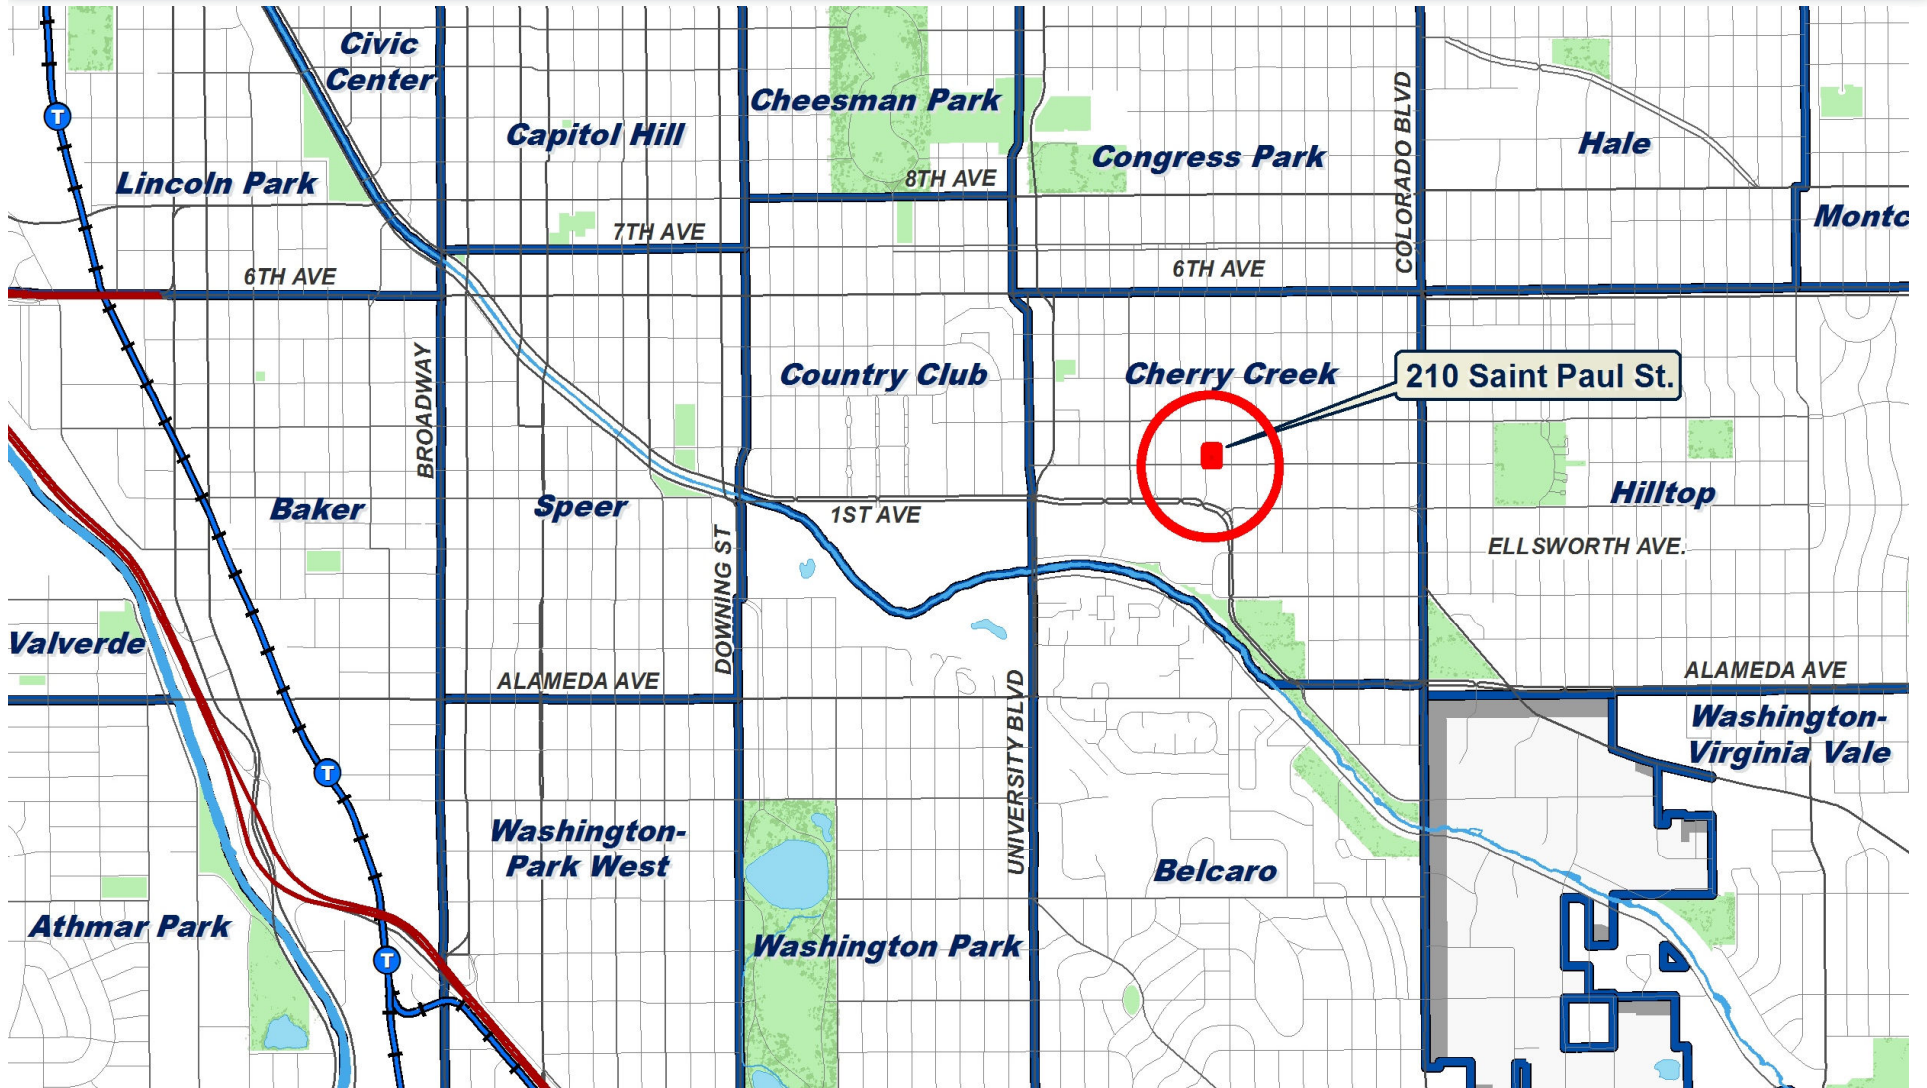 Civic
Center
Cheesman Park
Capitol Hill
COLORADO BLVD
Hale
Congress Park
Lincoln Park
8TH AVE
Montc
7TH AVE
6TH AVE
6TH AVE
BROADWAY
Country Club
Cherry Creek
210 Saint Paul St.
Baker
Speer
1ST AVE
Hilltop
DOWNING ST
ELLSWORTH AVE.
Valverde
ALAMEDA AVE
UNIVERSITY BLVD
ALAMEDA AVE
Washington-
Virginia Vale
T
T
T
Washington-
Park West
Belcaro
Athmar Park
Washington Park